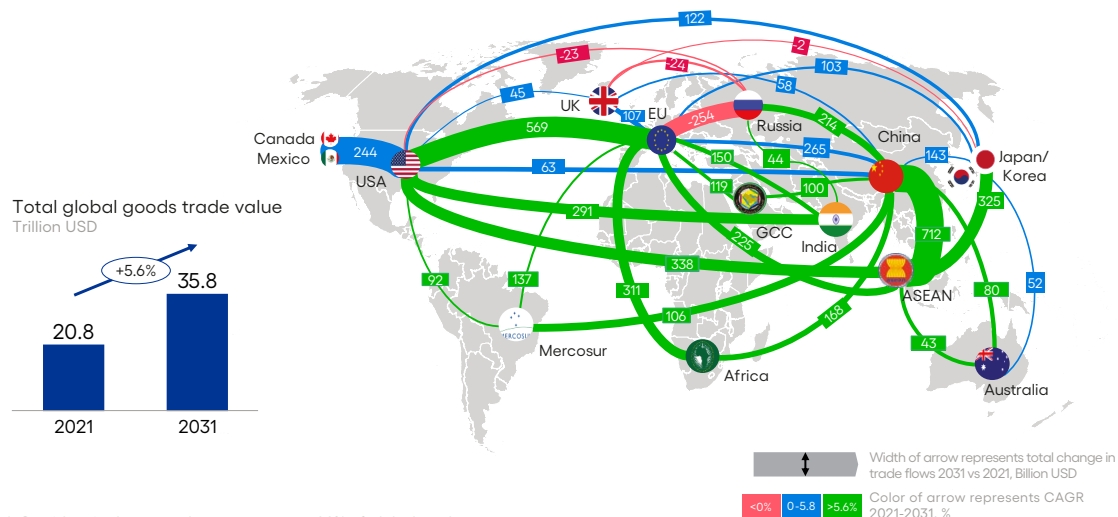 122
-23
-2
-24
103
45
58
UK
107
EU
569
-254
Russia
214
China
Canada
Mexico
244
USA
63
265
150
44
143
Japan/
Korea
119
100
325
GCC
India
291
225
712
338
ASEAN
92
137
311
106
168
80
52
43
Mercosur
Africa
Australia
Total global goods trade value
Trillion USD
+5.6%
20.8
35.8
2021
2031
Width of arrow represents total change in
trade flows 2031 vs 2021, Billion USD
<0%
0-5.8
>5.6%
Color of arrow represents CAGR
2021-2031, %